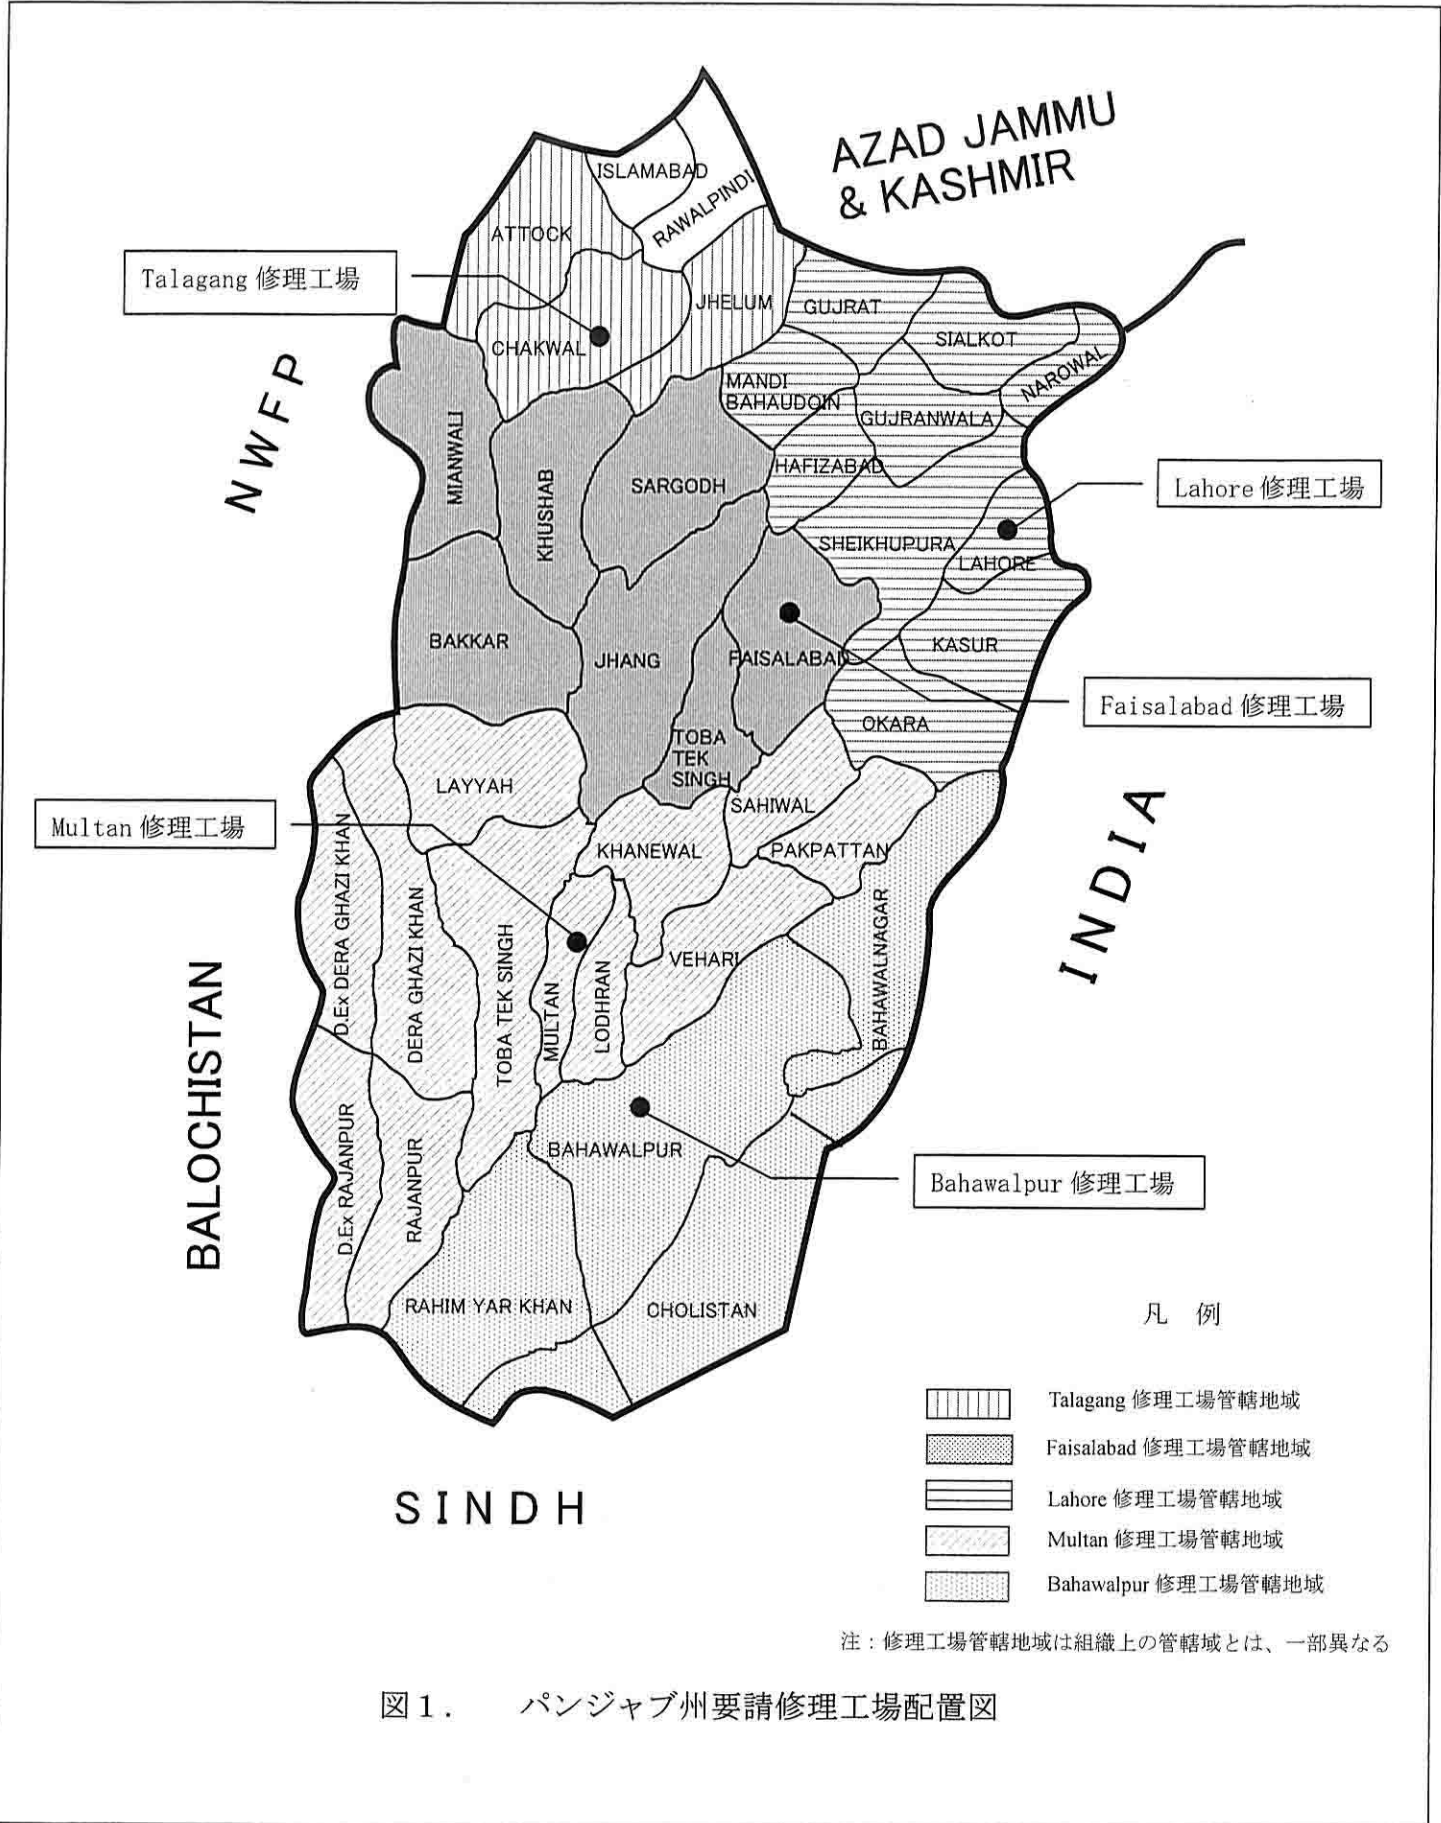 AZAD JAMMU
& KASHMIR
ISLAMABAD
RAWALPINDI
ATTOCK
Talagang 修理工場
JHELUM
GUJRAT
CHAKWAL
SIALKOT
NAROWAL
NWFP
MANDI
BAHAUDOIN
GUJRANWALA
MIANWALI
KHUSHAB
SARGODH
HAFIZABAD
Lahore 修理工場
SHEIKHUPURA
LAHORE
BAKKAR
JHANG
FAISALABAD
KASUR
Faisalabad 修理工場
OKARA
TOBA
TEK
SINGH
LAYYAH
SAHIWAL
Multan 修理工場
KHANEWAL
PAKPATTAN
INDIA
D.Ex DERA GHAZI KHAN
DERA GHAZI KHAN
TOBA TEK SINGH
MULTAN
LODHRAN
VEHARI
BAHAWALNAGAR
BALOCHISTAN
D.Ex RAJANPUR
RAJANPUR
BAHAWALPUR
Bahawalpur 修理工場
RAHIM YAR KHAN
CHOLISTAN
凡 例
Talagang 修理工場管轄地域
Faisalabad 修理工場管轄地域
Lahore 修理工場管轄地域
Multan 修理工場管轄地域
Bahawalpur 修理工場管轄地域
SINDH
注：修理工場管轄地域は組織上の管轄域とは、一部異なる
図１． パンジャブ州要請修理工場配置図